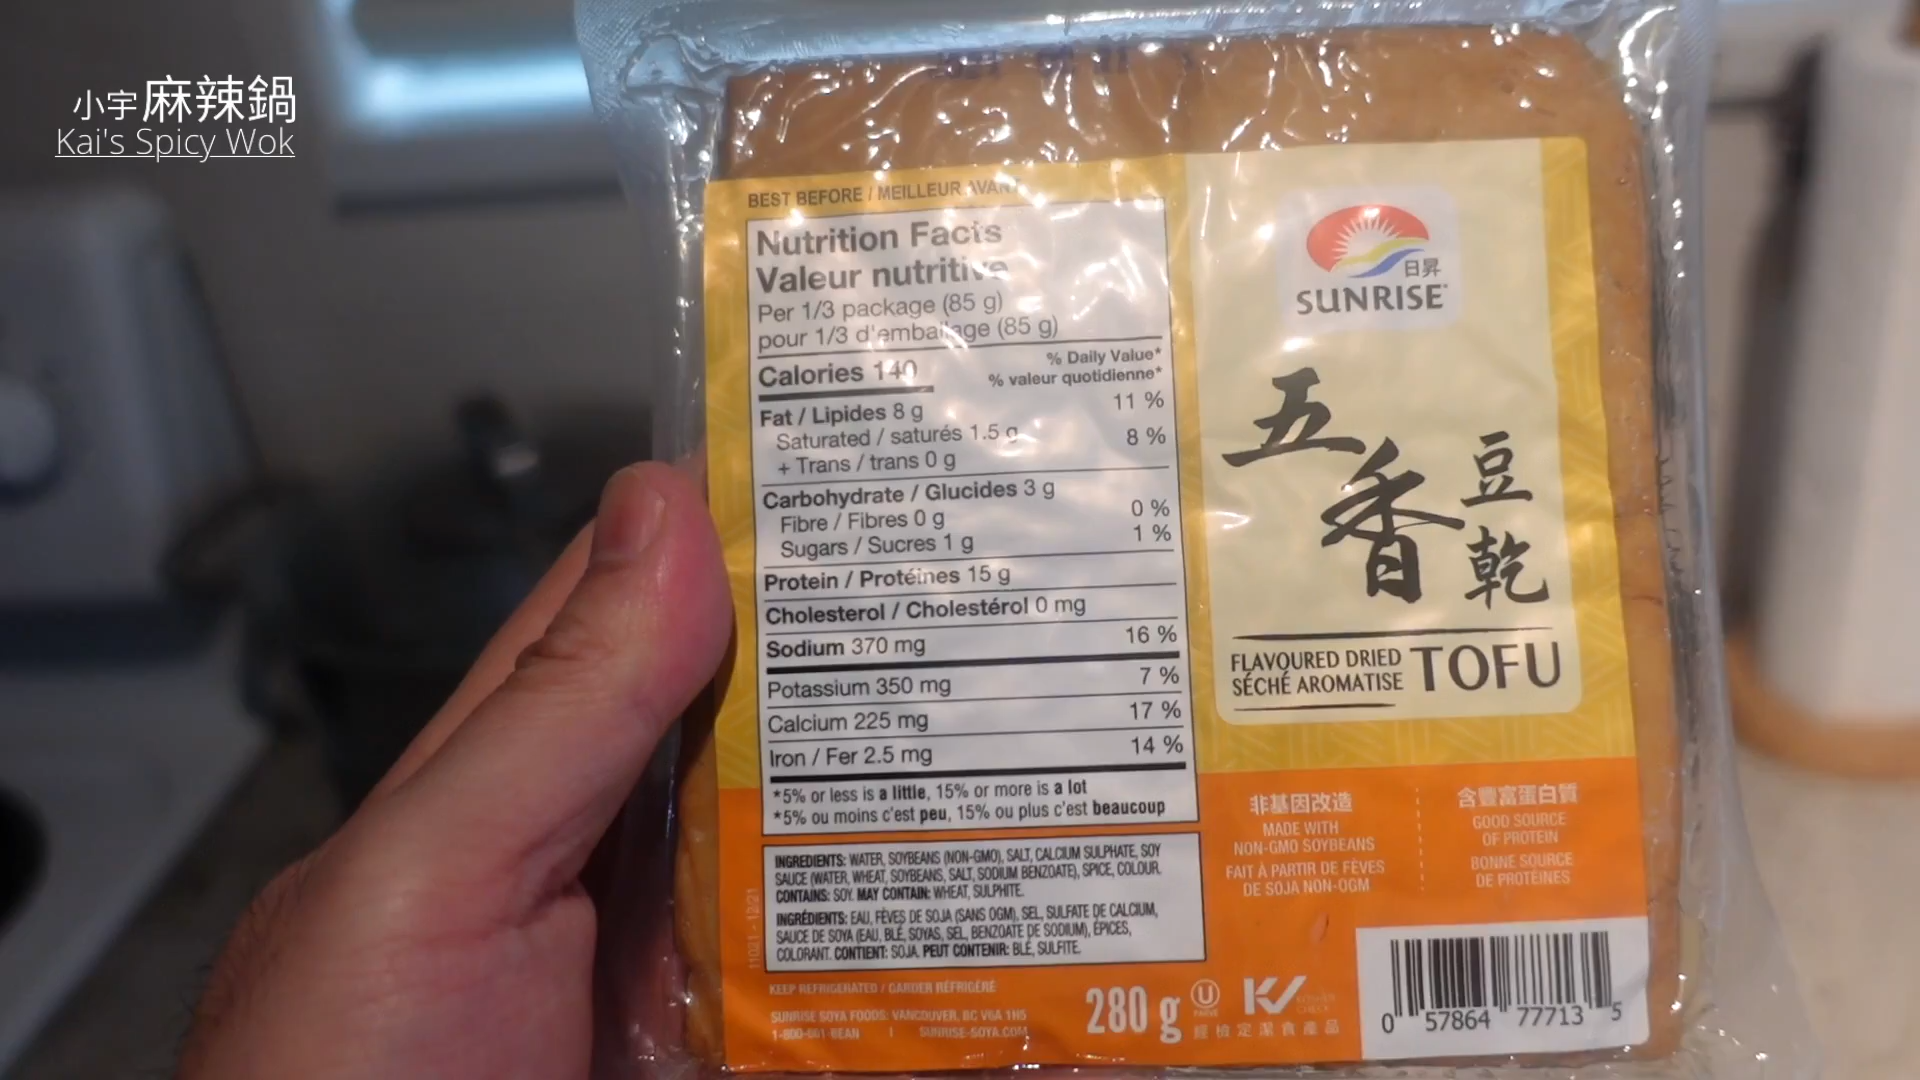 小宇麻辣鍋
Kai's Spicy Wok
BEST BEFORE / MEILLEUR AVANT
Nutrition Facts
Valeur nutritive
Per 1/3 package (85 g)
pour 1/3 d'emballage (85 g)
% Daily Value*
Calories 140
% valeur quotidienne*
Fat / Lipides 8 g 11 %
Saturated / saturés 1.5 g 8 %
+ Trans / trans 0 g
Carbohydrate / Glucides 3 g
Fibre / Fibres 0 g 0 %
Sugars / Sucres 1 g 1 %
Protein / Protéines 15 g
Cholesterol / Cholestérol 0 mg
Sodium 370 mg 16 %
Potassium 350 mg 7 %
Calcium 225 mg 17 %
Iron / Fer 2.5 mg 14 %
*5% or less is a little, 15% or more is a lot
*5% ou moins c'est peu, 15% ou plus c'est beaucoup
INGREDIENTS: WATER, SOYBEANS (NON-GMO), SALT, CALCIUM SULPHATE, SOY
SAUCE (WATER, WHEAT, SOYBEANS, SALT, SODIUM BENZOATE), SPICE, COLOUR.
CONTAINS: SOY. MAY CONTAIN: WHEAT, SULPHITE.
INGRÉDIENTS: EAU, FÈVES DE SOJA (SANS OGM), SEL, SULFATE DE CALCIUM,
SAUCE DE SOYA (EAU, BLÉ, SOYAS, SEL, BENZOATE DE SODIUM), ÉPICES,
COLORANT. CONTIENT: SOJA. PEUT CONTENIR: BLÉ, SULFITE.
11021 - 12/21
KEEP REFRIGERATED / GARDER RÉFRIGÉRÉ
SUNRISE SOYA FOODS: VANCOUVER, BC V6A 1H5
1-800-661-BEAN | SUNRISE-SOYA.COM
日昇
SUNRISE
五香
豆乾
FLAVOURED DRIED
SÉCHÉ AROMATISE
TOFU
非基因改造
MADE WITH
NON-GMO SOYBEANS
FAIT À PARTIR DE FÈVES
DE SOJA NON-OGM
含豐富蛋白質
GOOD SOURCE
OF PROTEIN
BONNE SOURCE
DE PROTÉINES
280 g
U
PARVE
KOSHER
CHECK
經檢定潔食產品
0 57864 77713 5